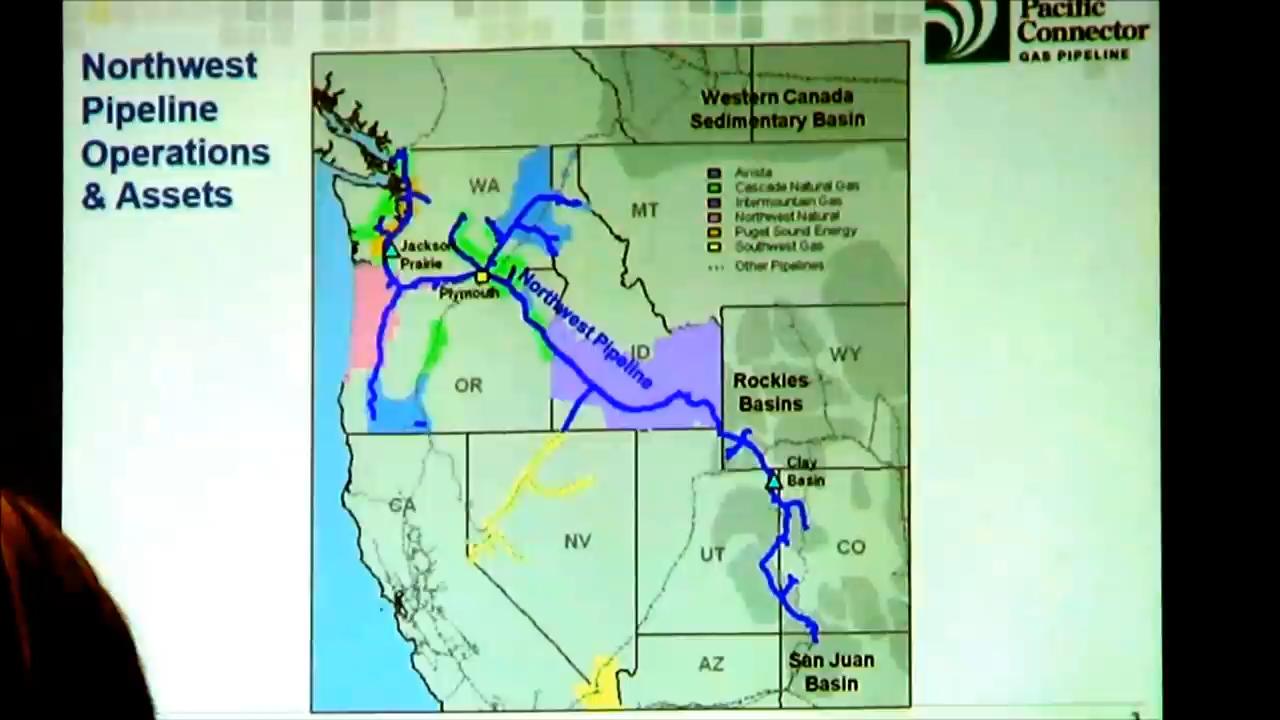 Northwest
Pipeline
Operations
& Assets
Pacific
Connector
GAS PIPELINE
Western Canada
Sedimentary Basin
WA
MT
Avista
Cascade Natural Gas
Intermountain Gas
Northwest Natural
Puget Sound Energy
Southwest Gas
Other Pipelines
Jackson
Prairie
Plymouth
Northwest Pipeline
ID
OR
WY
Rockies
Basins
Clay
Basin
CA
NV
UT
CO
AZ
San Juan
Basin